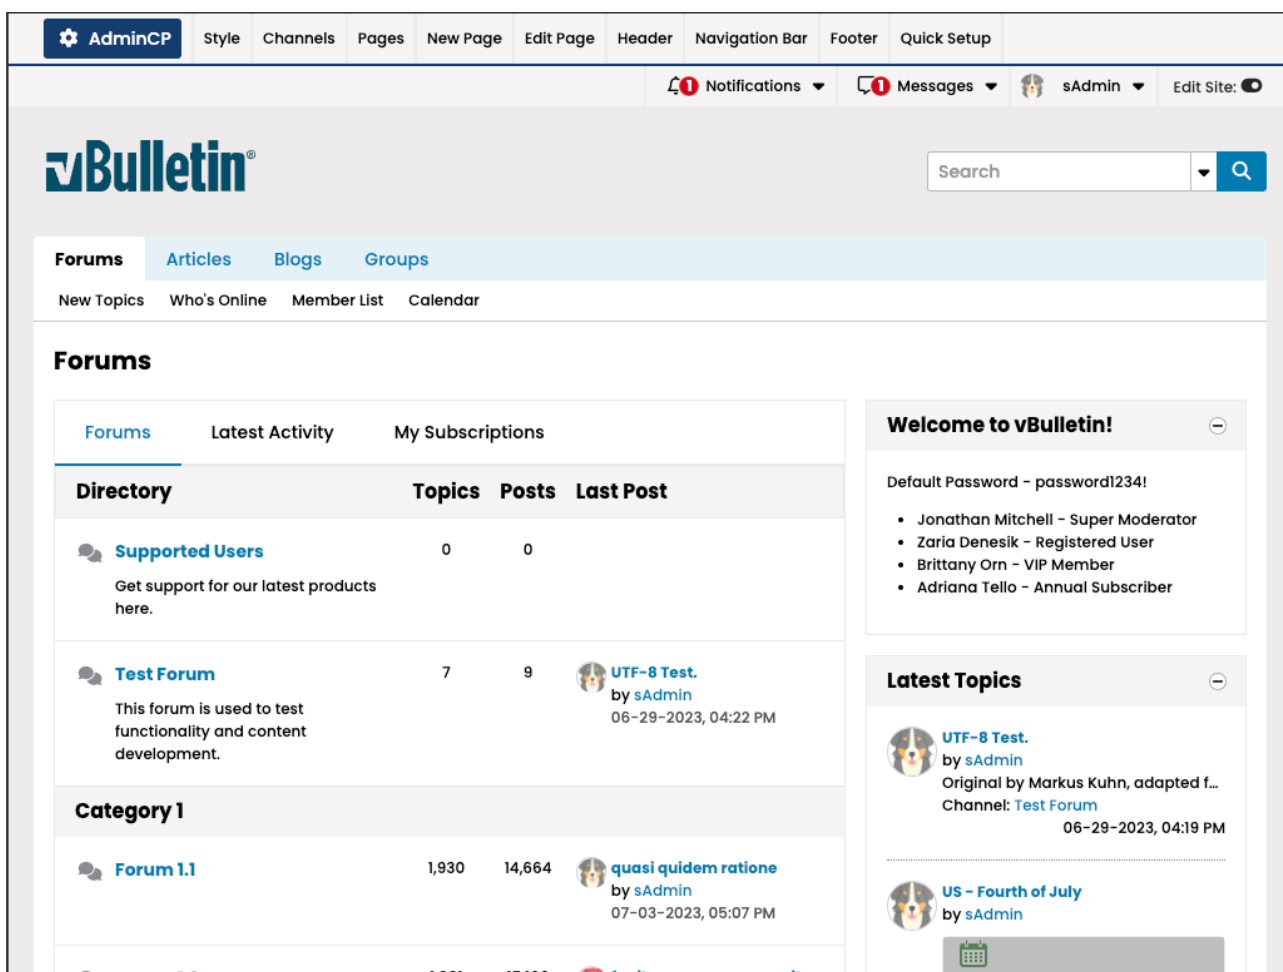 AdminCP Style Channels Pages New Page Edit Page Header Navigation Bar Footer Quick Setup
1 Notifications 1 Messages sAdmin Edit Site:
vBulletin®
Search
Forums Articles Blogs Groups
New Topics Who's Online Member List Calendar
Forums
Forums Latest Activity My Subscriptions
Directory Topics Posts Last Post
Supported Users 0 0
Get support for our latest products
here.
Test Forum 7 9 UTF-8 Test.
by sAdmin
06-29-2023, 04:22 PM
This forum is used to test
functionality and content
development.
Category 1
Forum 1.1 1,930 14,664 quasi quidem ratione
by sAdmin
07-03-2023, 05:07 PM
Welcome to vBulletin!
Default Password - password1234!
• Jonathan Mitchell - Super Moderator
• Zaria Denesik - Registered User
• Brittany Orn - VIP Member
• Adriana Tello - Annual Subscriber
Latest Topics
UTF-8 Test.
by sAdmin
Original by Markus Kuhn, adapted f...
Channel: Test Forum
06-29-2023, 04:19 PM
US - Fourth of July
by sAdmin